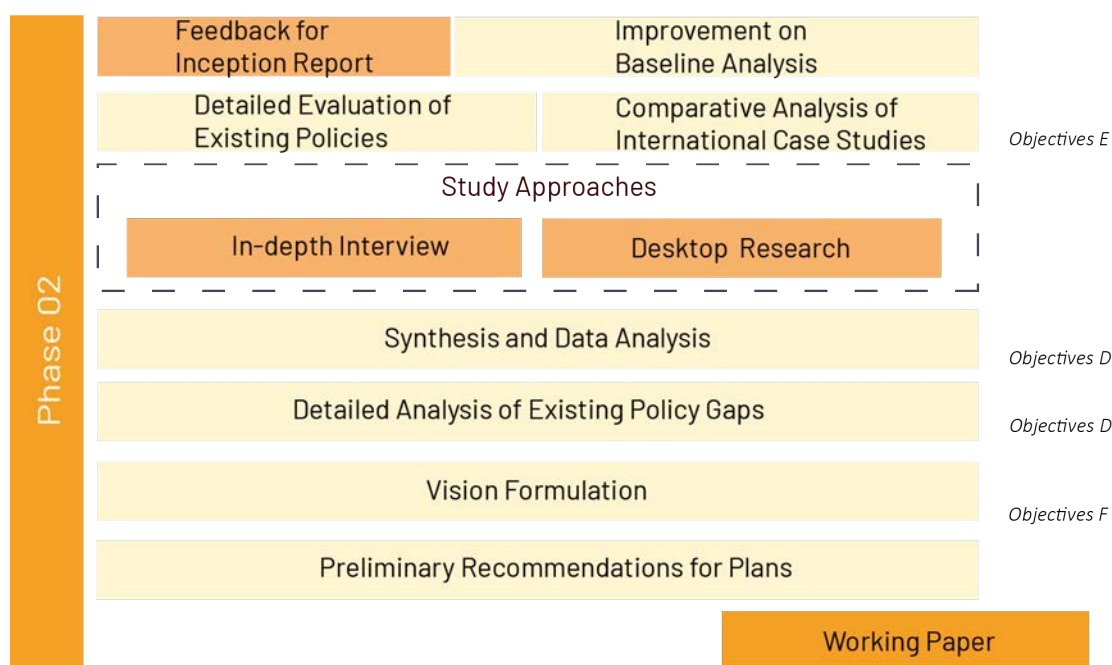 Phase 02
Feedback for
Inception Report
Improvement on
Baseline Analysis
Detailed Evaluation of
Existing Policies
Comparative Analysis of
International Case Studies
Objectives E
Study Approaches
In-depth Interview
Desktop Research
Synthesis and Data Analysis
Objectives D
Detailed Analysis of Existing Policy Gaps
Objectives D
Vision Formulation
Objectives F
Preliminary Recommendations for Plans
Working Paper